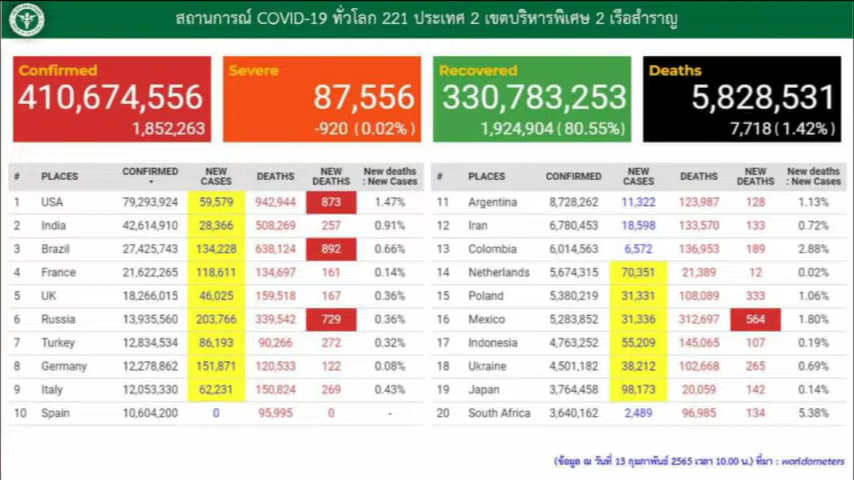 สถานการณ์ COVID-19 ทั่วโลก 221 ประเทศ 2 เขตบริหารพิเศษ 2 เรือสำราญ
Confirmed
410,674,556
1,852,263
Severe
87,556
-920 (0.02%)
Recovered
330,783,253
1,924,904 (80.55%)
Deaths
5,828,531
7,718 (1.42%)
# PLACES CONFIRMED NEW CASES DEATHS NEW DEATHS New deaths : New Cases
1 USA 79,293,924 59,579 942,944 873 1.47%
2 India 42,614,910 28,366 508,269 257 0.91%
3 Brazil 27,425,743 134,228 638,124 892 0.66%
4 France 21,622,265 118,611 134,697 161 0.14%
5 UK 18,266,015 46,025 159,518 167 0.36%
6 Russia 13,935,560 203,766 339,542 729 0.36%
7 Turkey 12,834,534 86,193 90,266 272 0.32%
8 Germany 12,278,862 151,871 120,533 122 0.08%
9 Italy 12,053,330 62,231 150,824 269 0.43%
10 Spain 10,604,200 0 95,995 0 -
# PLACES CONFIRMED NEW CASES DEATHS NEW DEATHS New deaths : New Cases
11 Argentina 8,728,262 11,322 123,987 128 1.13%
12 Iran 6,780,453 18,598 133,570 133 0.72%
13 Colombia 6,014,563 6,572 136,953 189 2.88%
14 Netherlands 5,674,315 70,351 21,389 12 0.02%
15 Poland 5,380,219 31,331 108,089 333 1.06%
16 Mexico 5,283,852 31,336 312,697 564 1.80%
17 Indonesia 4,763,252 55,209 145,065 107 0.19%
18 Ukraine 4,501,182 38,212 102,668 265 0.69%
19 Japan 3,764,458 98,173 20,059 142 0.14%
20 South Africa 3,640,162 2,489 96,985 134 5.38%
(ข้อมูล ณ วันที่ 13 กุมภาพันธ์ 2565 เวลา 10.00 น.) ที่มา : worldometers